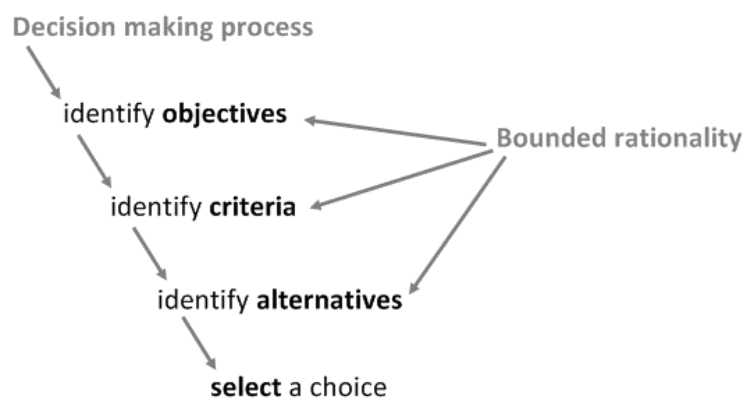 Decision making process
identify objectives
Bounded rationality
identify criteria
identify alternatives
select a choice